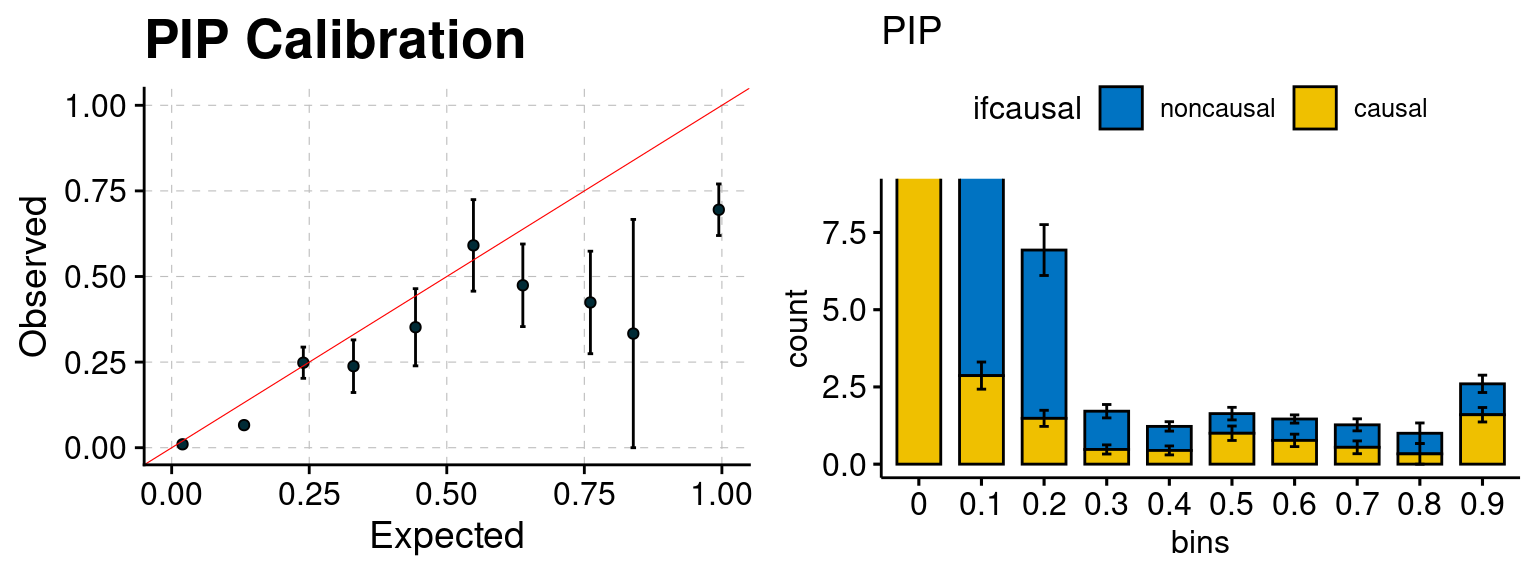 PIP Calibration
1.00
0.75
0.50
0.25
0.00
Observed
0.00 0.25 0.50 0.75 1.00
Expected
PIP
ifcausal noncausal causal
7.5
5.0
2.5
0.0
count
0 0.1 0.2 0.3 0.4 0.5 0.6 0.7 0.8 0.9
bins